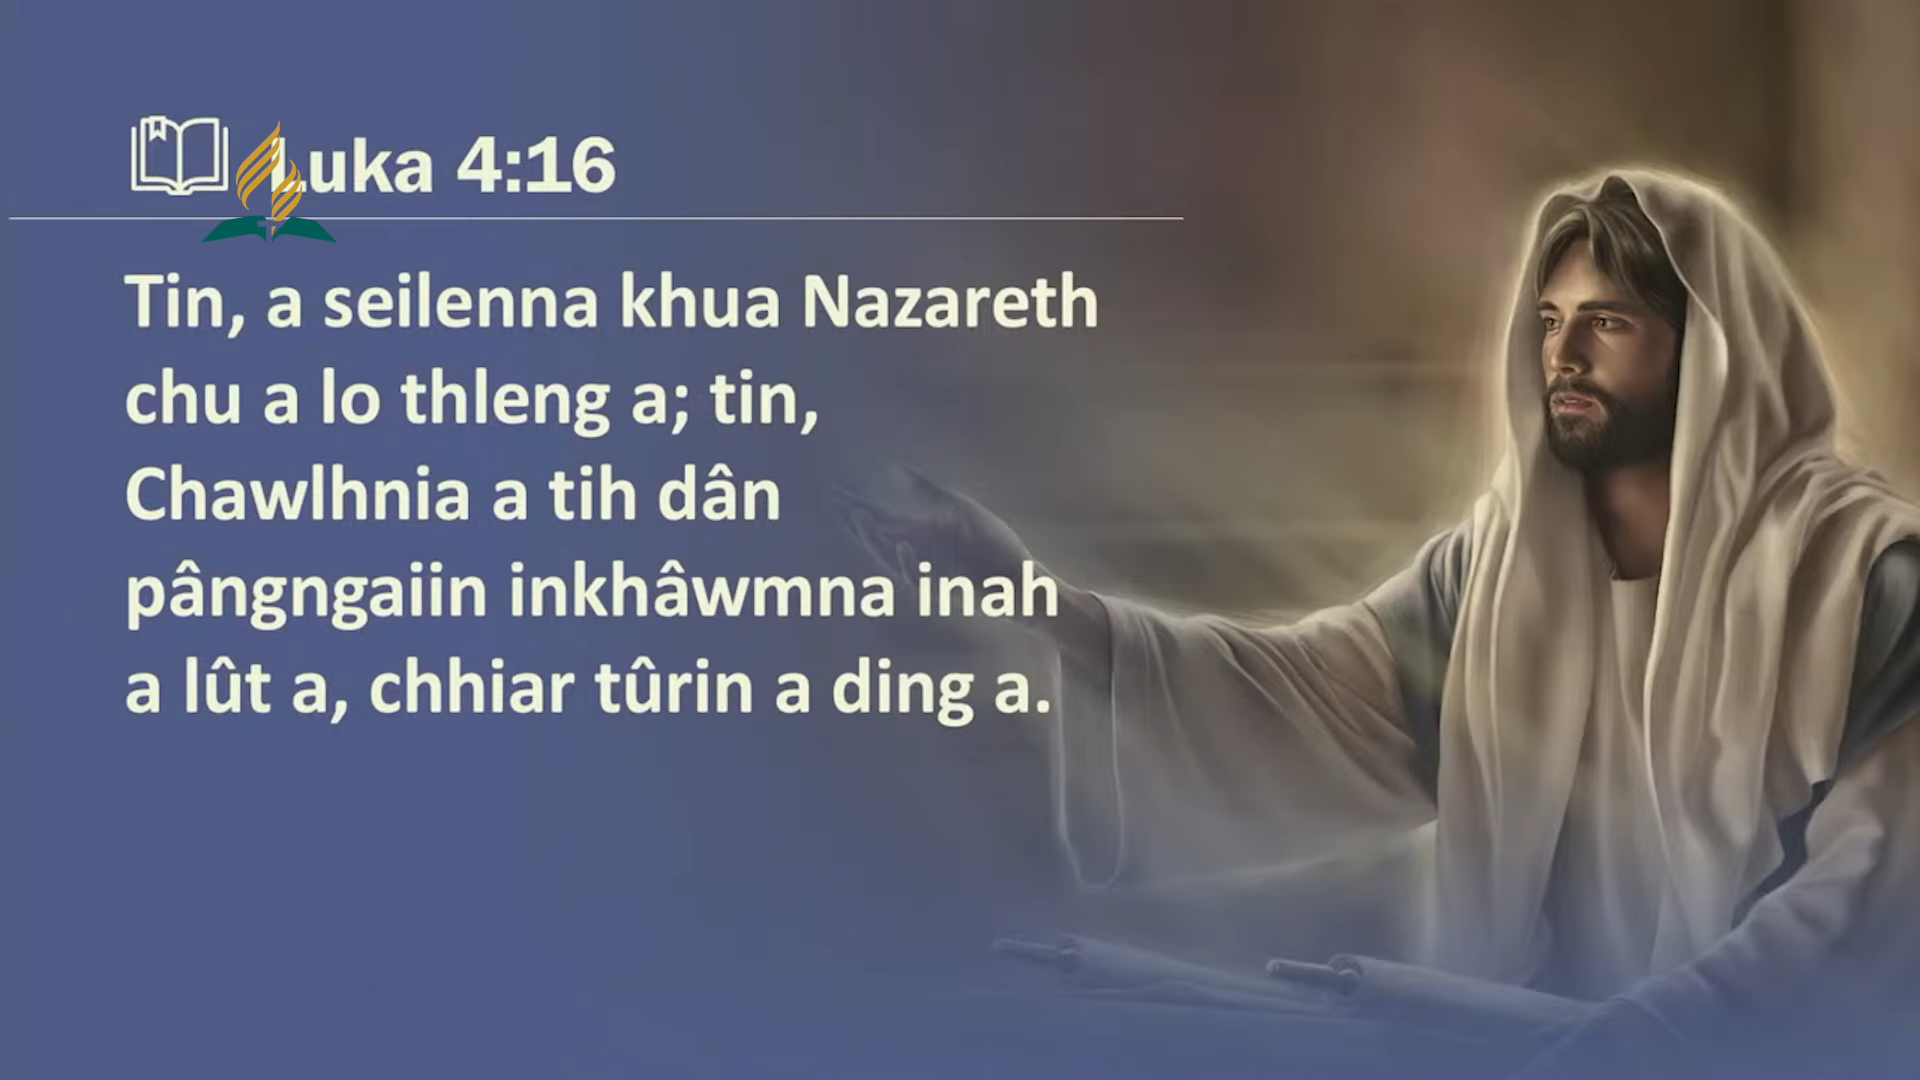 Luka 4:16
Tin, a seilenna khua Nazareth
chu a lo thleng a; tin,
Chawlhnia a tih dân
pângngaiin inkhâwmna inah
a lût a, chhiar tûrin a ding a.